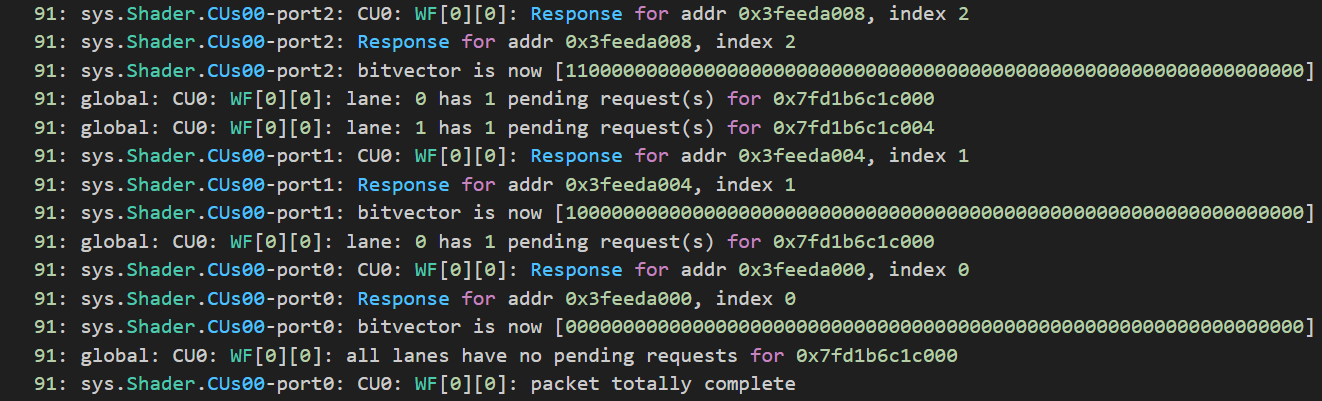 91: sys.Shader.CUs00-port2: CU0: WF[0][0]: Response for addr 0x3feeda008, index 2
91: sys.Shader.CUs00-port2: Response for addr 0x3feeda008, index 2
91: sys.Shader.CUs00-port2: bitvector is now [1100000000000000000000000000000000000000000000000000000000000000]
91: global: CU0: WF[0][0]: lane: 0 has 1 pending request(s) for 0x7fd1b6c1c000
91: global: CU0: WF[0][0]: lane: 1 has 1 pending request(s) for 0x7fd1b6c1c004
91: sys.Shader.CUs00-port1: CU0: WF[0][0]: Response for addr 0x3feeda004, index 1
91: sys.Shader.CUs00-port1: Response for addr 0x3feeda004, index 1
91: sys.Shader.CUs00-port1: bitvector is now [1000000000000000000000000000000000000000000000000000000000000000]
91: global: CU0: WF[0][0]: lane: 0 has 1 pending request(s) for 0x7fd1b6c1c000
91: sys.Shader.CUs00-port0: CU0: WF[0][0]: Response for addr 0x3feeda000, index 0
91: sys.Shader.CUs00-port0: Response for addr 0x3feeda000, index 0
91: sys.Shader.CUs00-port0: bitvector is now [0000000000000000000000000000000000000000000000000000000000000000]
91: global: CU0: WF[0][0]: all lanes have no pending requests for 0x7fd1b6c1c000
91: sys.Shader.CUs00-port0: CU0: WF[0][0]: packet totally complete